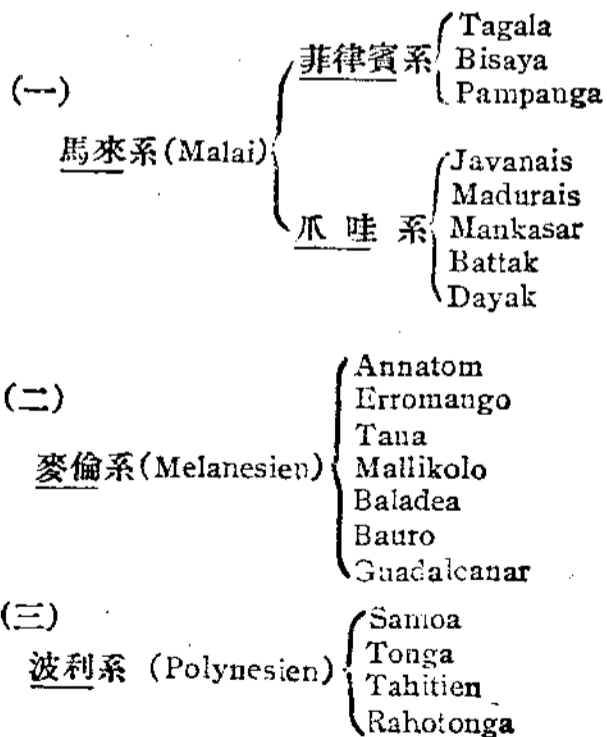 (一)
馬來系(Malai)
菲律賓系
Tagala
Bisaya
Pampanga
爪哇系
Javanais
Madurais
Mankasar
Battak
Dayak
(二)
麥倫系(Melanesien)
Annatom
Erromango
Tana
Mallikolo
Baladea
Bauro
Guadalcanar
(三)
波利系 (Polynesien)
Samoa
Tonga
Tahitien
Rahotonga